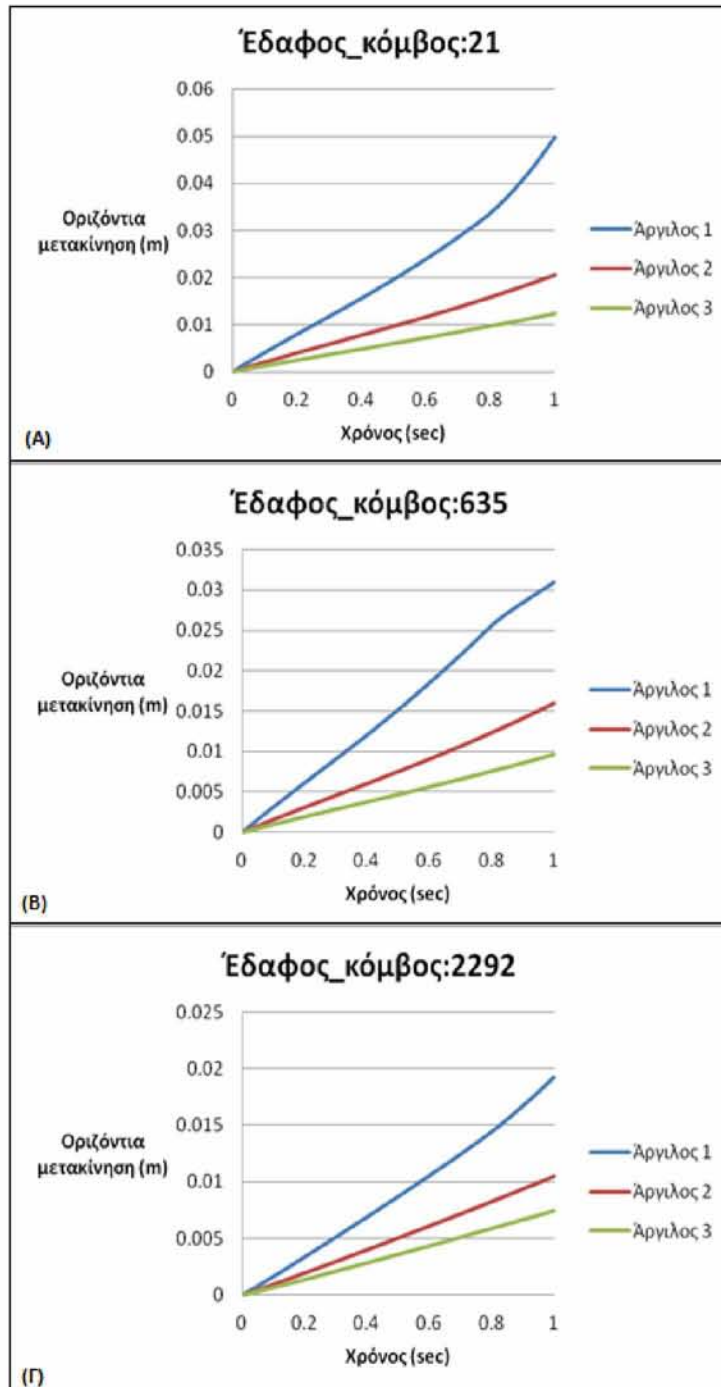 Έδαφος_κόμβος:21
0.06
0.05
0.04
0.03
0.02
0.01
0
Οριζόντια
μετακίνηση (m)
0 0.2 0.4 0.6 0.8 1
Χρόνος (sec)
Άργιλος 1
Άργιλος 2
Άργιλος 3
(Α)
Έδαφος_κόμβος:635
0.035
0.03
0.025
0.02
0.015
0.01
0.005
0
Οριζόντια
μετακίνηση (m)
0 0.2 0.4 0.6 0.8 1
Χρόνος (sec)
Άργιλος 1
Άργιλος 2
Άργιλος 3
(Β)
Έδαφος_κόμβος:2292
0.025
0.02
0.015
0.01
0.005
0
Οριζόντια
μετακίνηση (m)
0 0.2 0.4 0.6 0.8 1
Χρόνος (sec)
Άργιλος 1
Άργιλος 2
Άργιλος 3
(Γ)